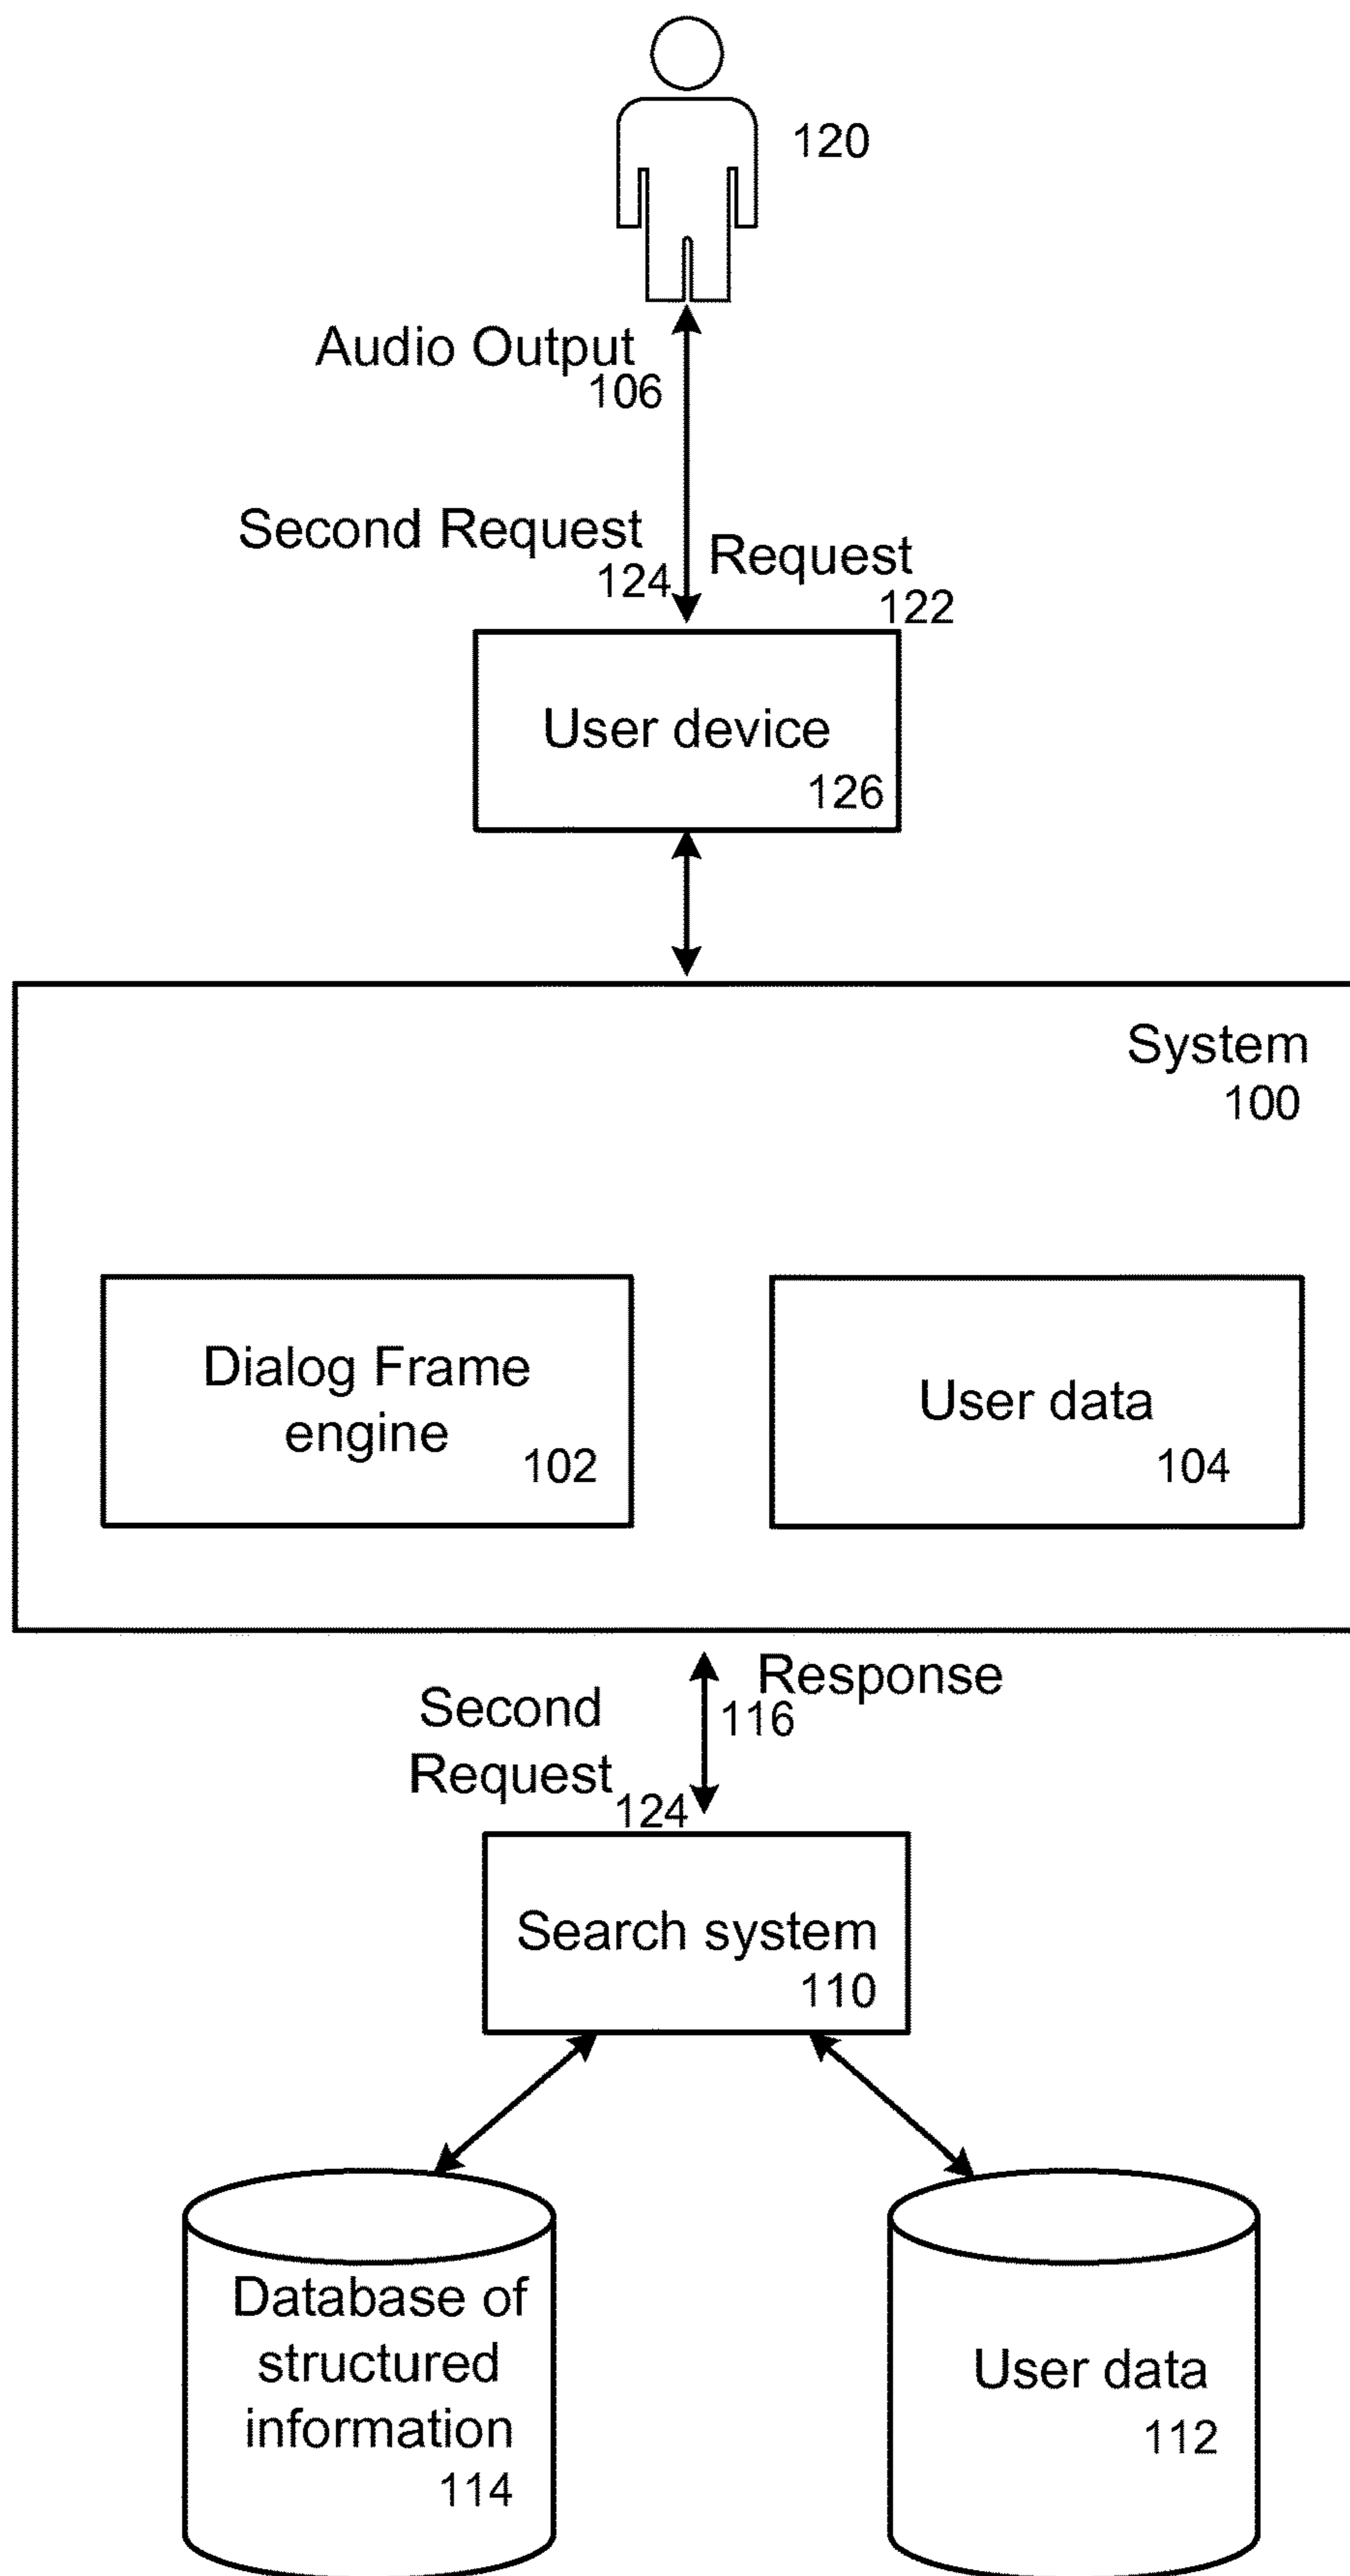 120
Audio Output
106
Second Request
124
Request
122
User device
126
System
100
Dialog Frame
engine
102
User data
104
Response
116
Second
Request
124
Search system
110
Database of
structured
information
114
User data
112